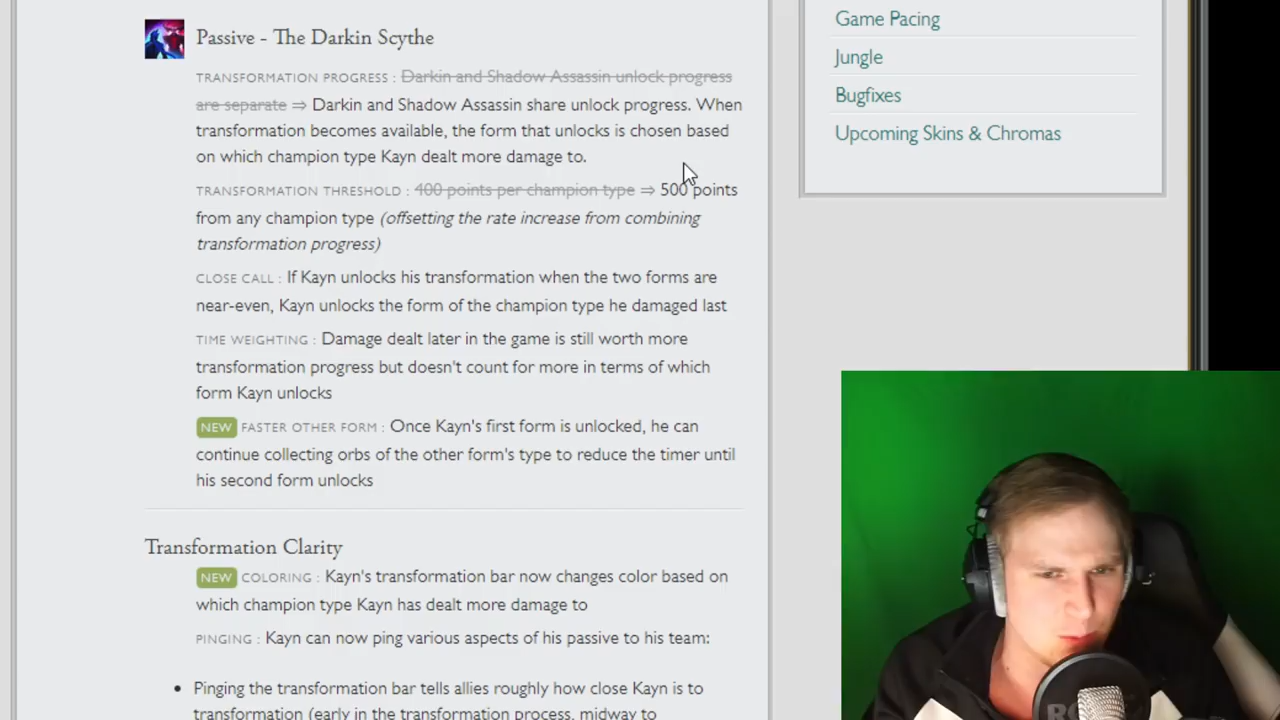 Passive - The Darkin Scythe
TRANSFORMATION PROGRESS : Darkin and Shadow Assassin unlock progress
are separate ⇒ Darkin and Shadow Assassin share unlock progress. When
transformation becomes available, the form that unlocks is chosen based
on which champion type Kayn dealt more damage to.
TRANSFORMATION THRESHOLD : 400 points per champion type ⇒ 500 points
from any champion type (offsetting the rate increase from combining
transformation progress)
CLOSE CALL : If Kayn unlocks his transformation when the two forms are
near-even, Kayn unlocks the form of the champion type he damaged last
TIME WEIGHTING : Damage dealt later in the game is still worth more
transformation progress but doesn't count for more in terms of which
form Kayn unlocks
NEW FASTER OTHER FORM : Once Kayn's first form is unlocked, he can
continue collecting orbs of the other form's type to reduce the timer until
his second form unlocks
Transformation Clarity
NEW COLORING : Kayn's transformation bar now changes color based on
which champion type Kayn has dealt more damage to
PINGING : Kayn can now ping various aspects of his passive to his team:
• Pinging the transformation bar tells allies roughly how close Kayn is to
transformation (early in the transformation process, midway to
Game Pacing
Jungle
Bugfixes
Upcoming Skins & Chromas